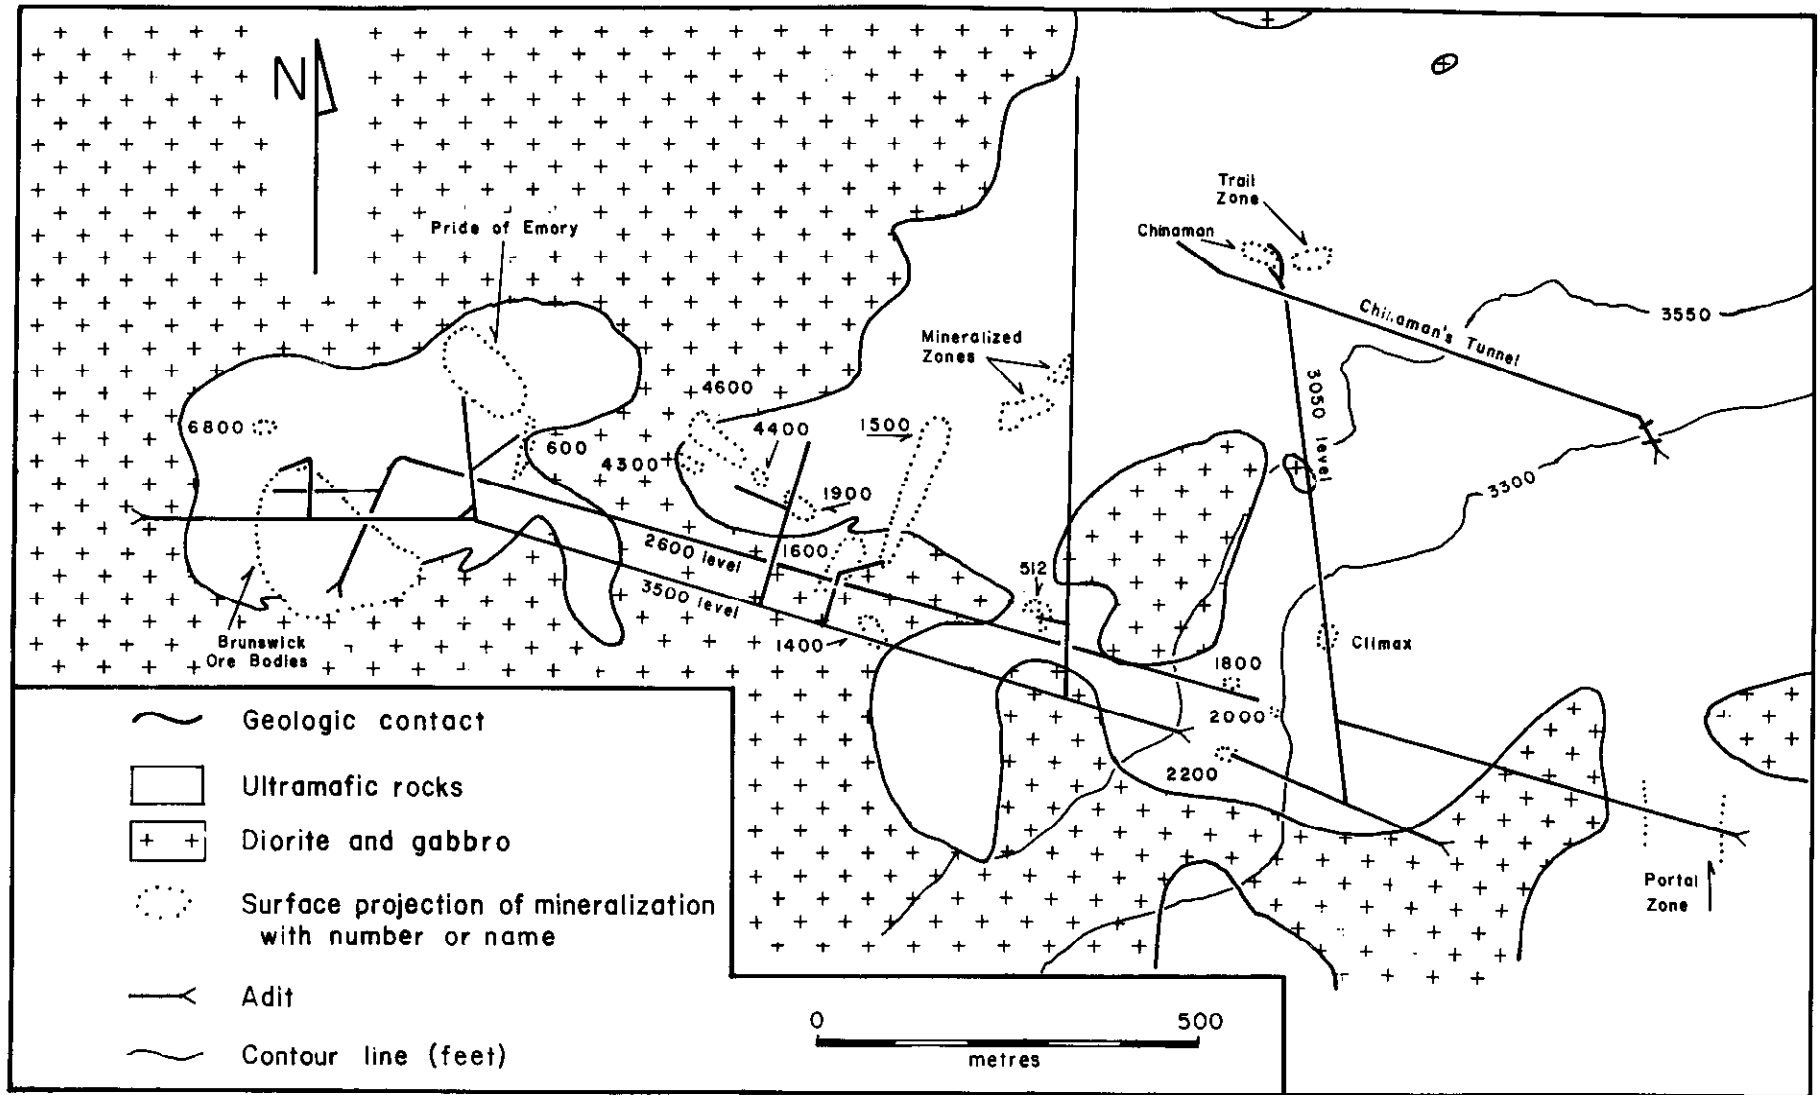 N
Pride of Emory
Trail
Zone
Chinaman
Chinaman's Tunnel
3550
Mineralized
Zones
3050 level
4600
4400
1500
6800
600
4300
1900
3300
2600 level
1600
512
3500 level
1400
Brunswick
Ore Bodies
Climax
1800
2000
2200
Portal
Zone
Geologic contact
Ultramafic rocks
Diorite and gabbro
Surface projection of mineralization
with number or name
Adit
Contour line (feet)
0 500
metres